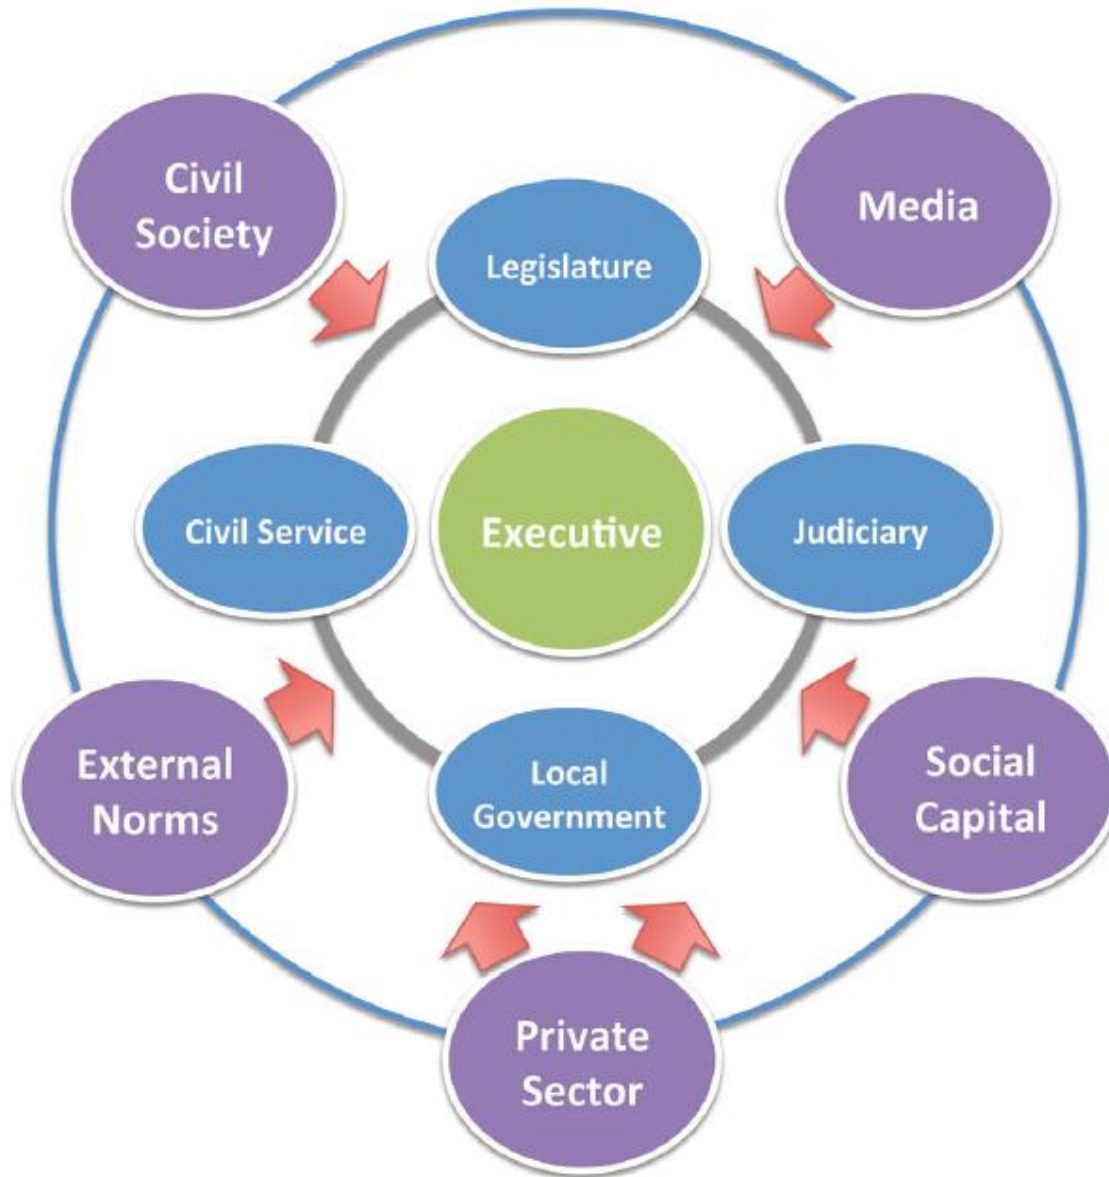 Civil
Society
Media
Legislature
Civil Service
Executive
Judiciary
External
Norms
Local
Government
Social
Capital
Private
Sector